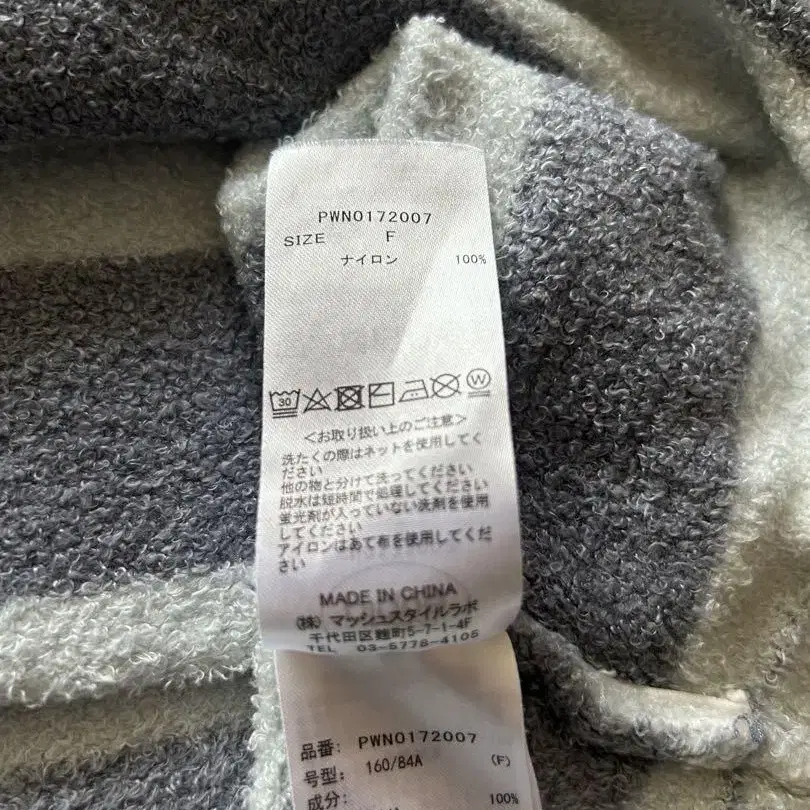 PWN0172007
SIZE F
ナイロン 100%
30
W
<お取り扱い上のご注意>
洗たくの際はネットを使用してく
ださい
他の物と分けて洗ってください
脱水は短時間で処理してください
蛍光剤が入っていない洗剤を使用
してください
アイロンはあて布を使用してくだ
さい
MADE IN CHINA
(株) マッシュスタイルラボ
千代田区麹町5-7-1-4F
TEL 03-5778-4105
品番: PWN0172007
号型: 160/84A (F)
成分: 100%